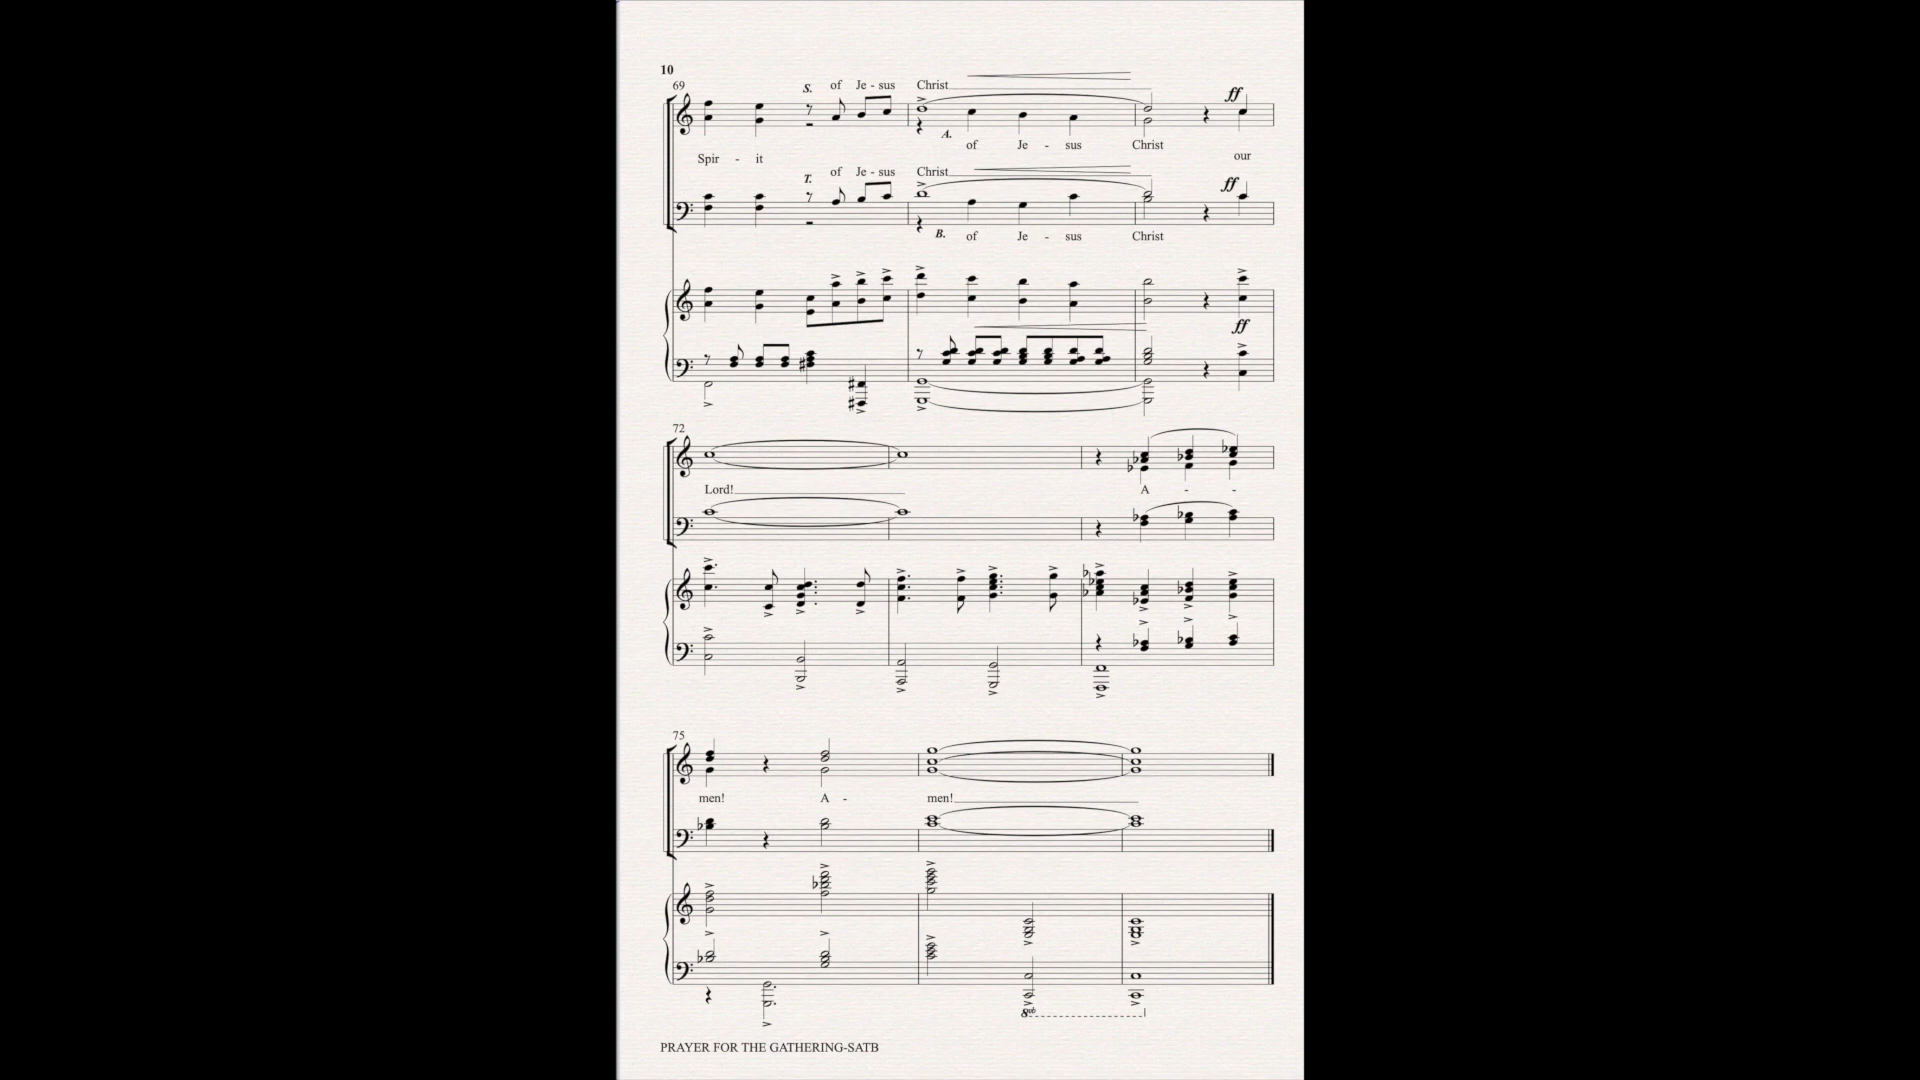 10
69
S. of Je - sus Christ
ff
A. of Je - sus Christ
Spir - it our
T. of Je - sus Christ
ff
B. of Je - sus Christ
ff
72
Lord! A - -
75
men! A - men!
8vb
PRAYER FOR THE GATHERING-SATB